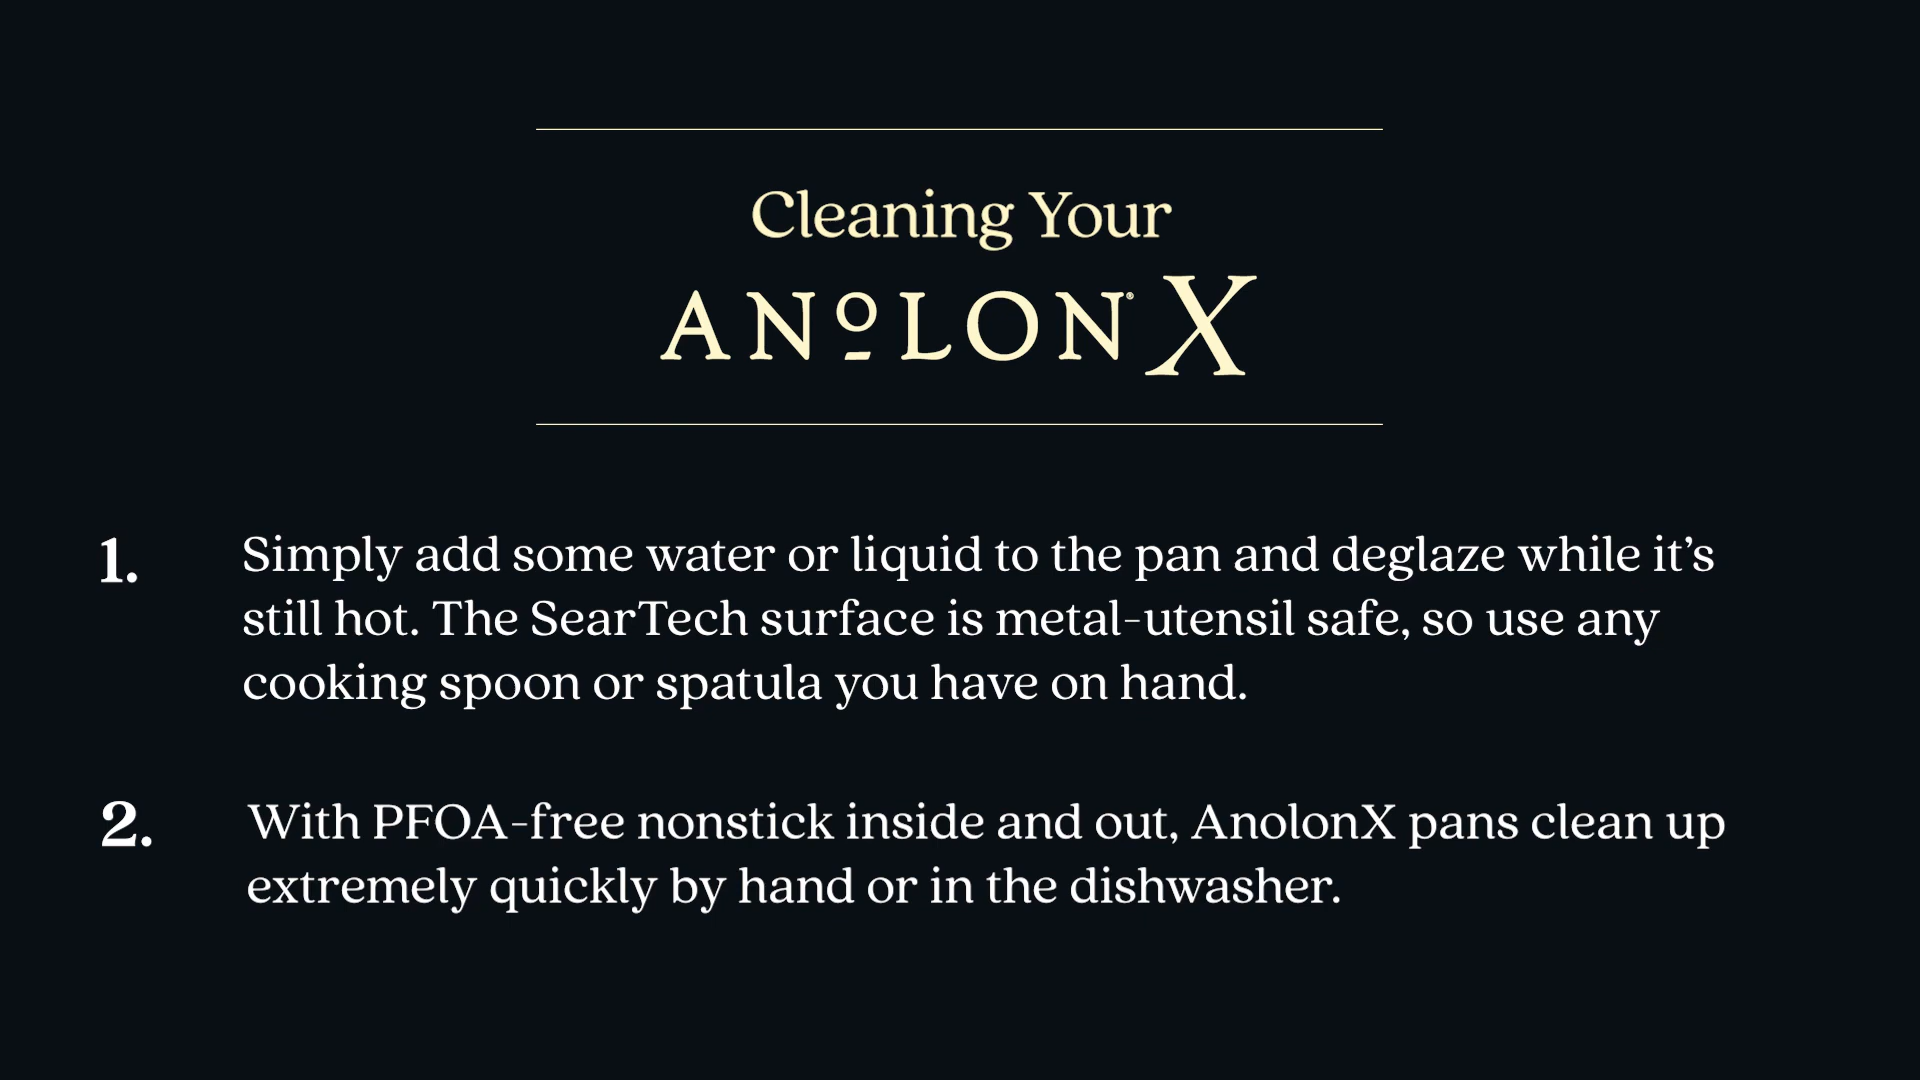 Cleaning Your
ANOLON® X
1. Simply add some water or liquid to the pan and deglaze while it’s
still hot. The SearTech surface is metal-utensil safe, so use any
cooking spoon or spatula you have on hand.
2. With PFOA-free nonstick inside and out, AnolonX pans clean up
extremely quickly by hand or in the dishwasher.